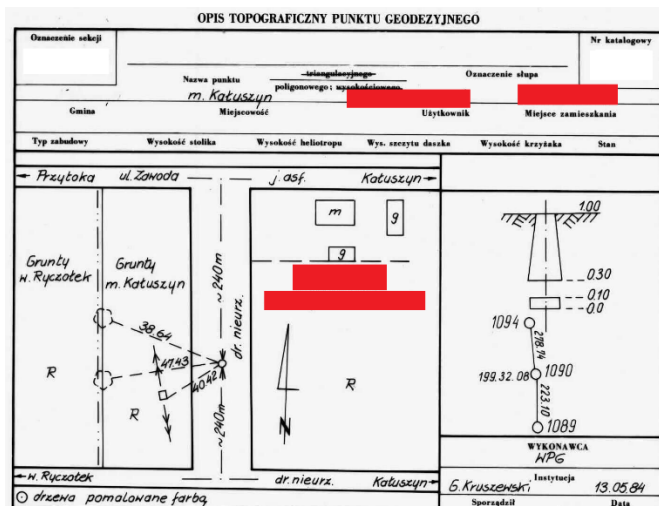 OPIS TOPOGRAFICZNY PUNKTU GEODEZYJNEGO
Oznaczenie sekcji
Nr katalogowy
triangulacyjnego
Nazwa punktu
poligonowego; wysokościowego
Oznaczenie słupa
m. Kałuszyn
Gmina
Miejscowość
Użytkownik
Miejsce zamieszkania
Typ zabudowy
Wysokość stolika
Wysokość heliotropu
Wys. szczytu daszka
Wysokość krzyżaka
Stan
Przytoka ul. Zawoda j. asf. Kałuszyn
m
g
g
Grunty
w. Ryczołek
Grunty
m. Kałuszyn
~240m
dr. nieurz.
38.64
47.43
40.42
R
R
R
N
~240m
1.00
0.30
0.10
0.0
1094
278.94
199.32.08
1090
223.10
1089
w. Ryczołek dr. nieurz. Kałuszyn
drzewa pomalowane farbą
WYKONAWCA
WPG
Instytucja
G. Kruszewski
13.05.84
Sporządził
Data